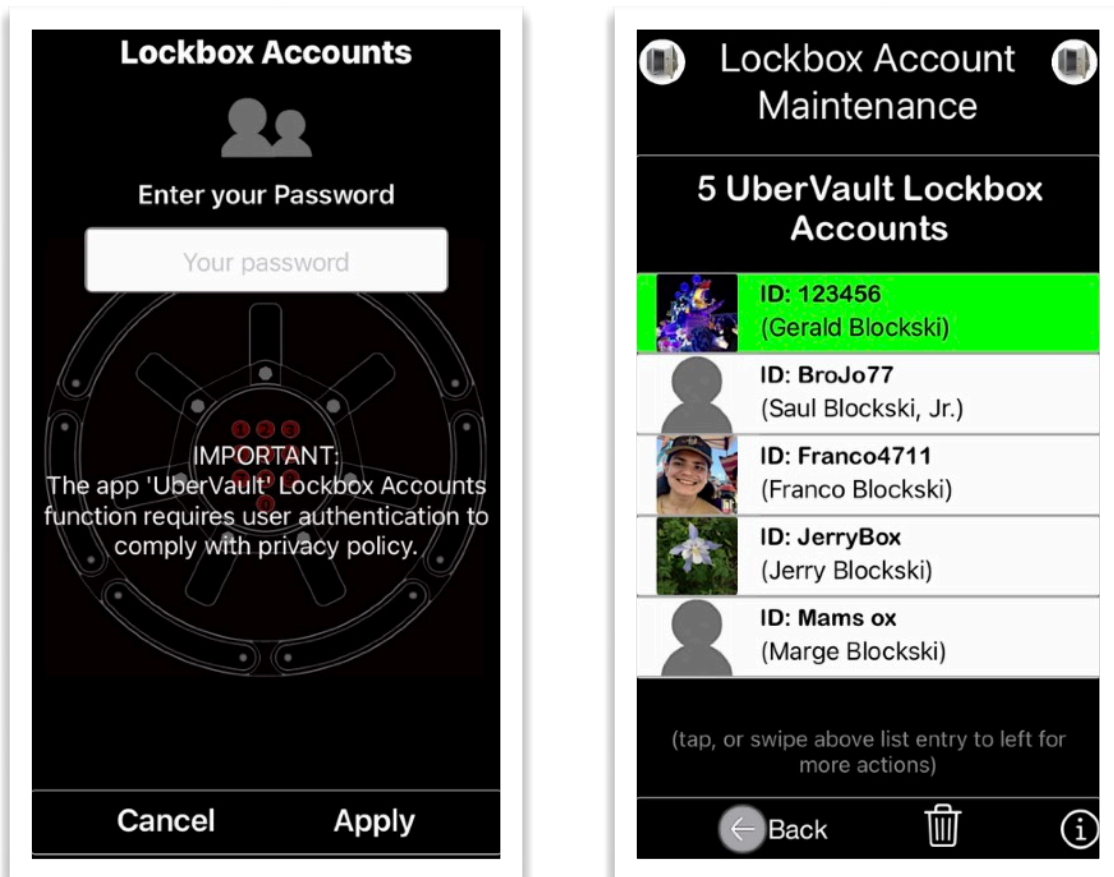 Lockbox Accounts
Enter your Password
Your password
1 2 3
IMPORTANT:
The app 'UberVault' Lockbox Accounts
function requires user authentication to
comply with privacy policy.
Cancel Apply
Lockbox Account
Maintenance
5 UberVault Lockbox
Accounts
ID: 123456
(Gerald Blockski)
ID: BroJo77
(Saul Blockski, Jr.)
ID: Franco4711
(Franco Blockski)
ID: JerryBox
(Jerry Blockski)
ID: Mams ox
(Marge Blockski)
(tap, or swipe above list entry to left for
more actions)
Back